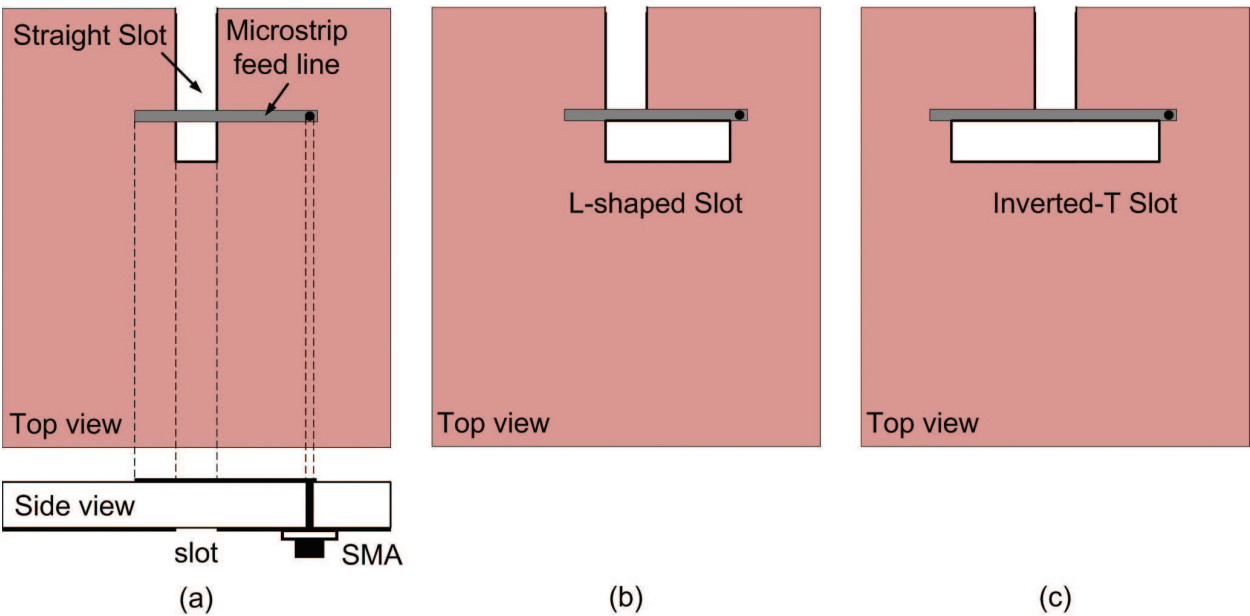 Straight Slot
Microstrip
feed line
Top view
Side view
slot
SMA
(a)
L-shaped Slot
Top view
(b)
Inverted-T Slot
Top view
(c)